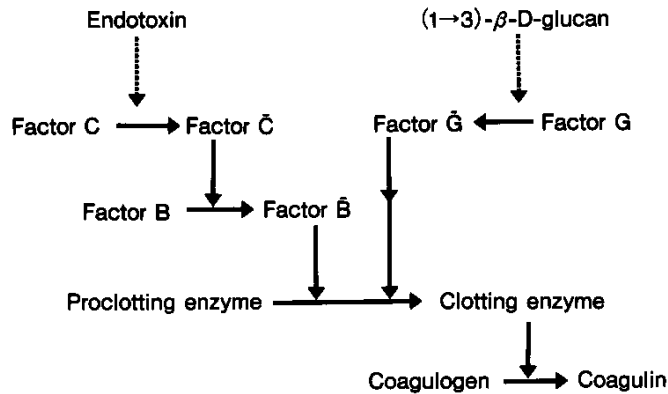 Endotoxin (1→3)-β-D-glucan
Factor C Factor C̄ Factor Ḡ Factor G
Factor B Factor B̄
Proclotting enzyme Clotting enzyme
Coagulogen Coagulin